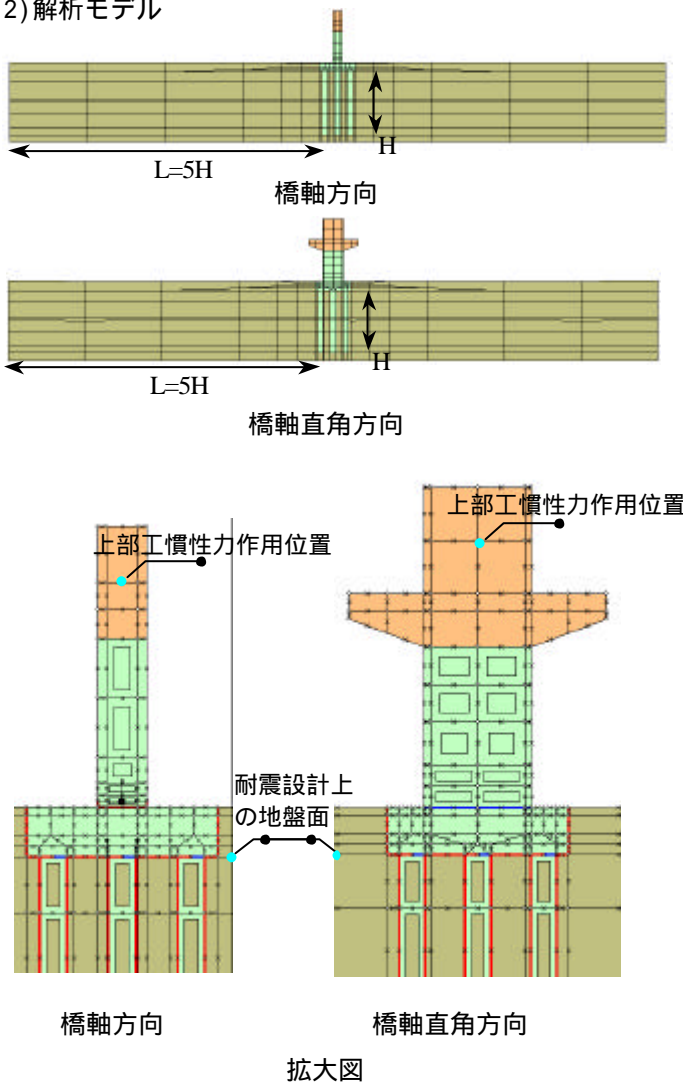 2) 解析モデル
H
L=5H
橋軸方向
H
L=5H
橋軸直角方向
上部工慣性力作用位置
上部工慣性力作用位置
耐震設計上
の地盤面
橋軸方向
橋軸直角方向
拡大図